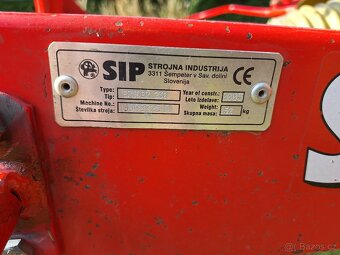 SIP STROJNA INDUSTRIJA
3311 Šempeter v Sav. dolini
Slovenija
CE
Type: Year of constr.:
Tip: Leto izdelave:
Machine No.: Weight: kg
Številka stroja: Skupna masa:
S
bazos.cz